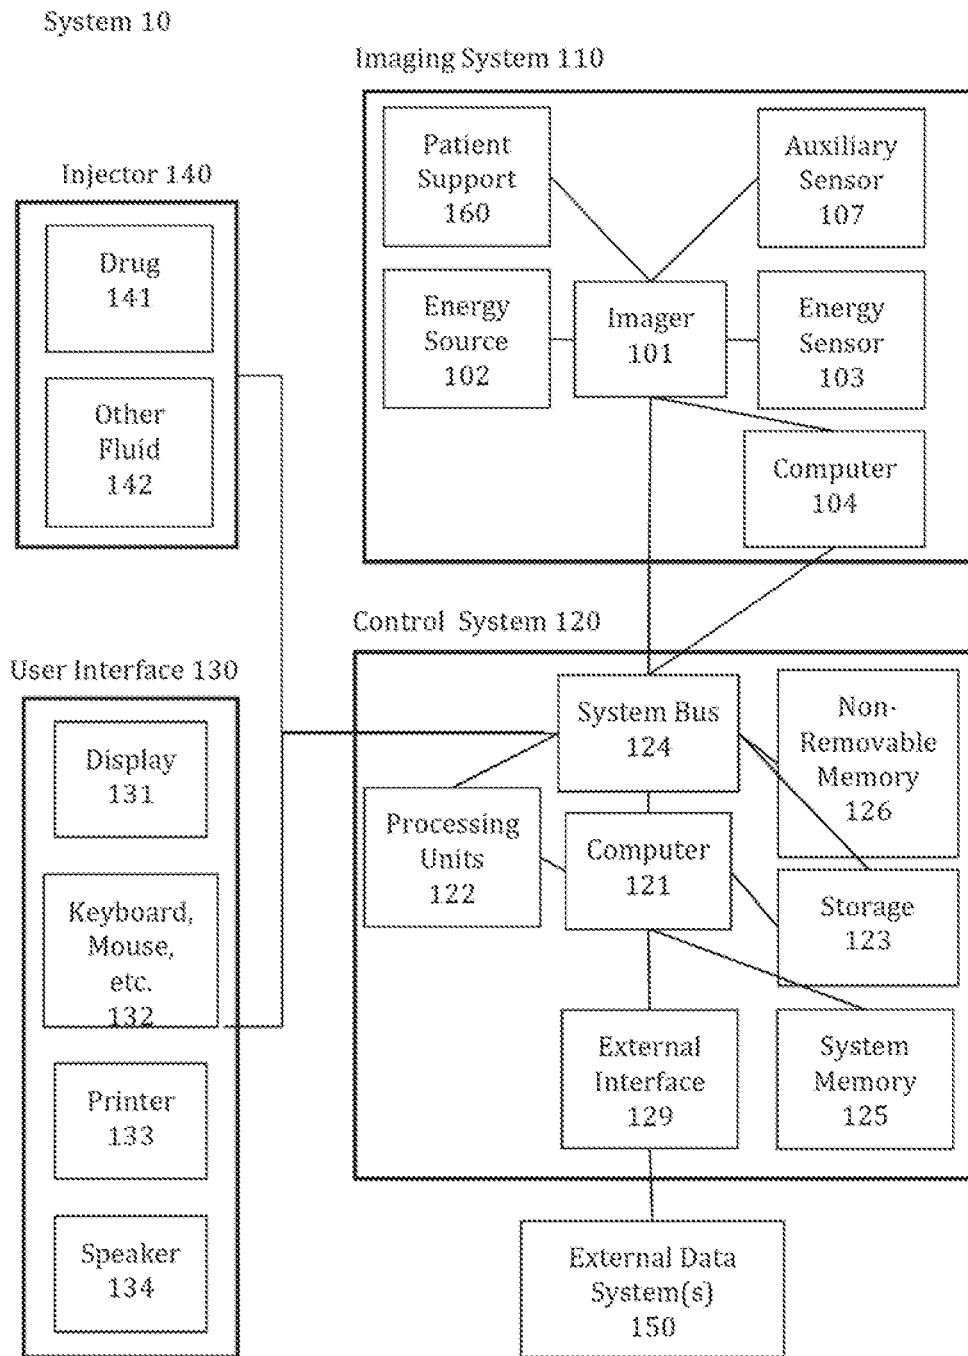 System 10
Imaging System 110
Patient
Support
160
Auxiliary
Sensor
107
Energy
Source
102
Imager
101
Energy
Sensor
103
Computer
104
Injector 140
Drug
141
Other
Fluid
142
Control System 120
System Bus
124
Non-
Removable
Memory
126
Processing
Units
122
Computer
121
Storage
123
External
Interface
129
System
Memory
125
User Interface 130
Display
131
Keyboard,
Mouse,
etc.
132
Printer
133
Speaker
134
External Data
System(s)
150